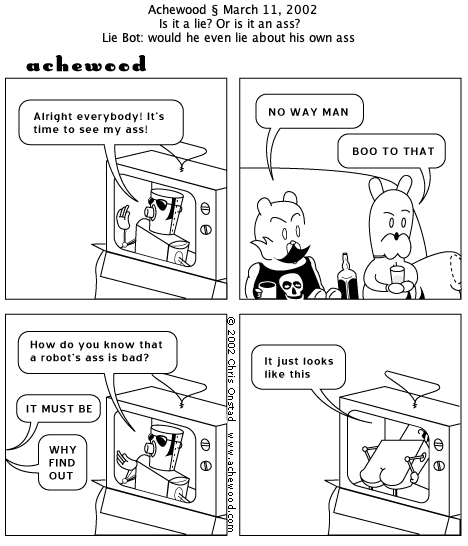 Achewood § March 11, 2002
Is it a lie? Or is it an ass?
Lie Bot: would he even lie about his own ass
achewood
Alright everybody! It's
time to see my ass!
NO WAY MAN
BOO TO THAT
How do you know that
a robot's ass is bad?
IT MUST BE
WHY
FIND
OUT
© 2002 Chris Onstad www.achewood.com
It just looks
like this